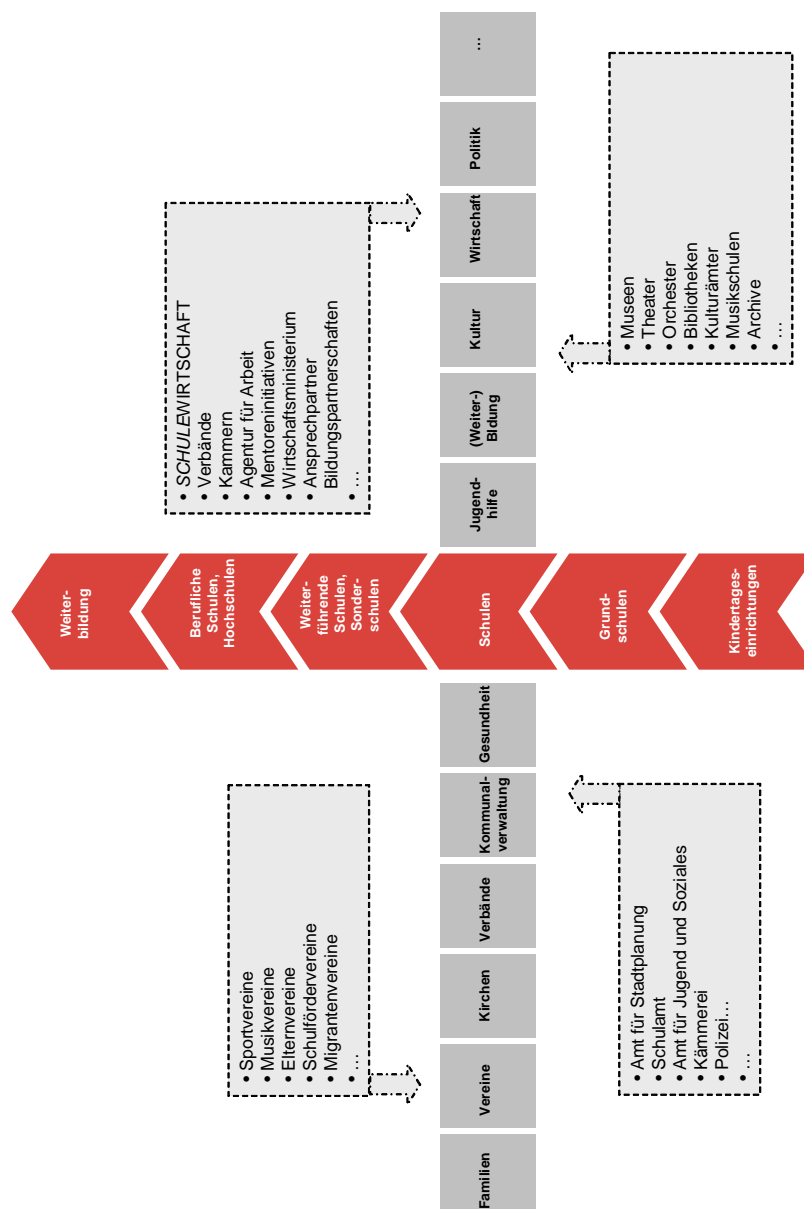 Weiter-
bildung
Berufliche
Schulen,
Hochschulen
• Sportvereine
• Musikvereine
• Elternvereine
• Schulfördervereine
• Migrantenvereine
• …
• SCHULEWIRTSCHAFT
• Verbände
• Kammern
• Agentur für Arbeit
• Mentoreninitiativen
• Wirtschaftsministerium
• Ansprechpartner
Bildungspartnerschaften
• …
Weiter-
führende
Schulen,
Sonder-
schulen
Familien
Vereine
Kirchen
Verbände
Kommunal-
verwaltung
Gesundheit
Schulen
Jugend-
hilfe
(Weiter-)
Bldung
Kultur
Wirtschaft
Politik
…
Grund-
schulen
• Amt für Stadtplanung
• Schulamt
• Amt für Jugend und Soziales
• Kämmerei
• Polizei…
• …
• Museen
• Theater
• Orchester
• Bibliotheken
• Kulturämter
• Musikschulen
• Archive
• …
Kindertages-
einrichtungen